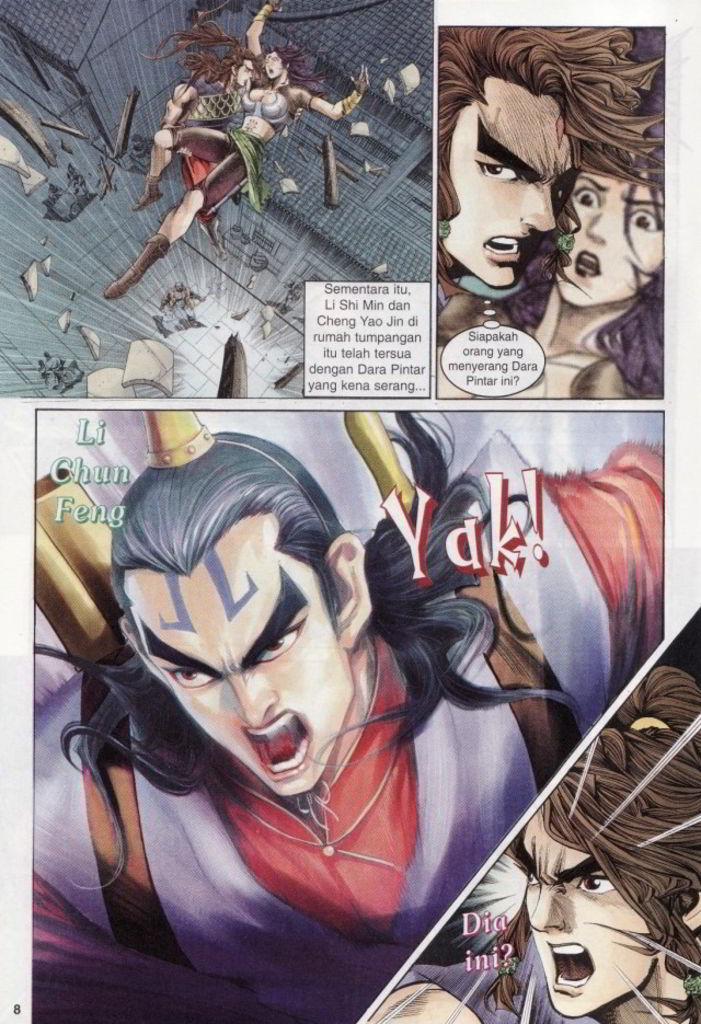 Sementara itu,
Li Shi Min dan
Cheng Yao Jin di
rumah tumpangan
itu telah tersua
dengan Dara Pintar
yang kena serang...
Siapakah
orang yang
menyerang Dara
Pintar ini?
Li
Chun
Feng
Yak!
Dia
ini?
8